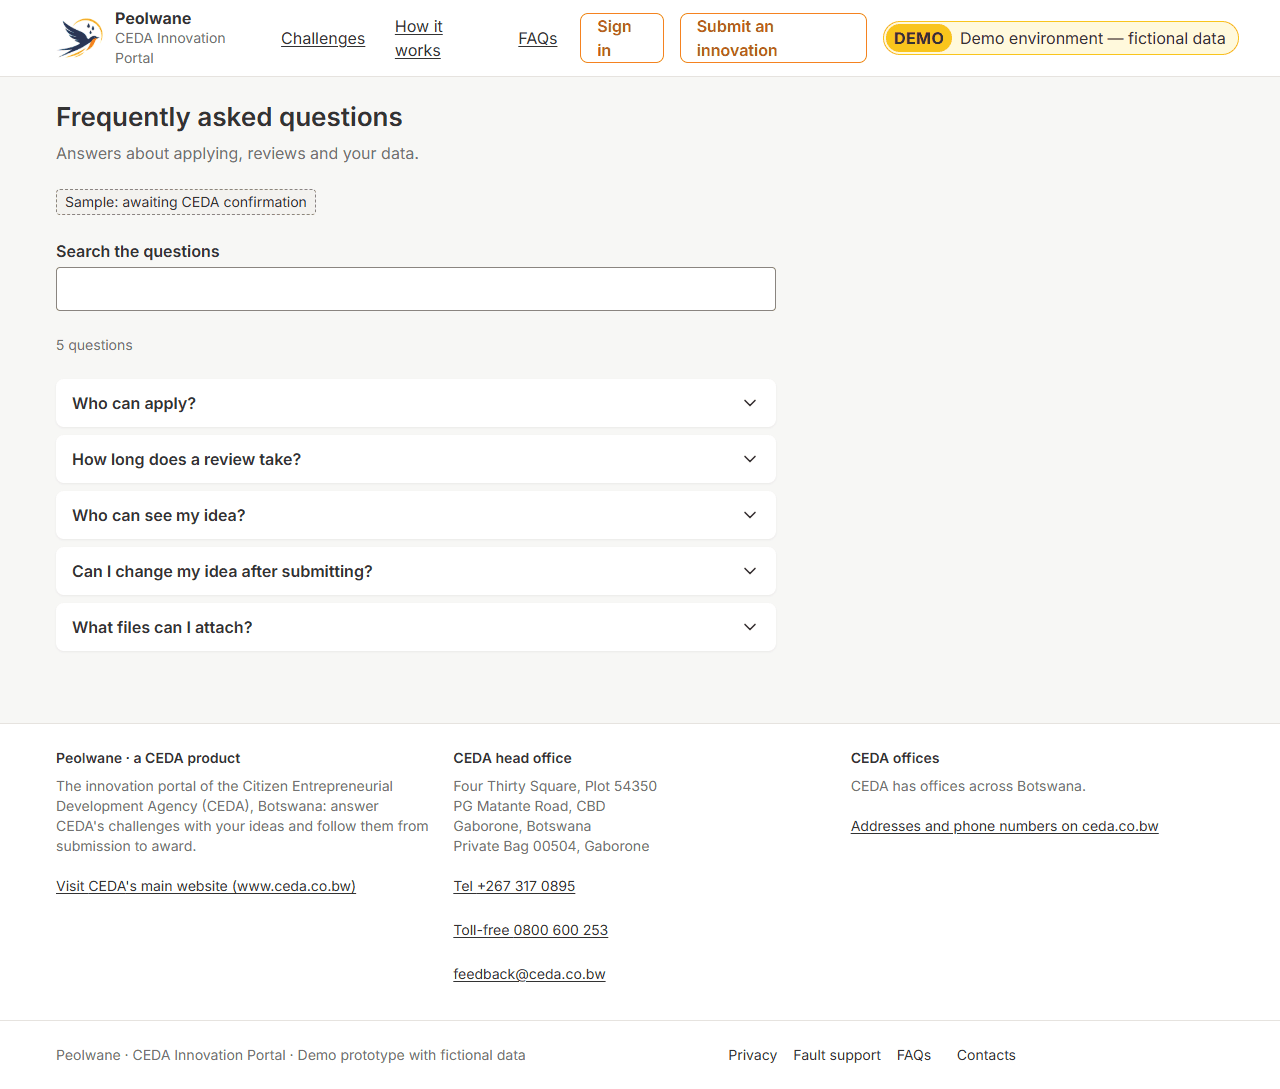 Peolwane
CEDA Innovation
Portal
Challenges
How it
works
FAQs
Sign
in
Submit an
innovation
DEMO Demo environment — fictional data
Frequently asked questions
Answers about applying, reviews and your data.
Sample: awaiting CEDA confirmation
Search the questions
5 questions
Who can apply?
How long does a review take?
Who can see my idea?
Can I change my idea after submitting?
What files can I attach?
Peolwane · a CEDA product
The innovation portal of the Citizen Entrepreneurial
Development Agency (CEDA), Botswana: answer
CEDA's challenges with your ideas and follow them from
submission to award.
Visit CEDA's main website (www.ceda.co.bw)
CEDA head office
Four Thirty Square, Plot 54350
PG Matante Road, CBD
Gaborone, Botswana
Private Bag 00504, Gaborone
Tel +267 317 0895
Toll-free 0800 600 253
feedback@ceda.co.bw
CEDA offices
CEDA has offices across Botswana.
Addresses and phone numbers on ceda.co.bw
Peolwane · CEDA Innovation Portal · Demo prototype with fictional data
Privacy Fault support FAQs Contacts